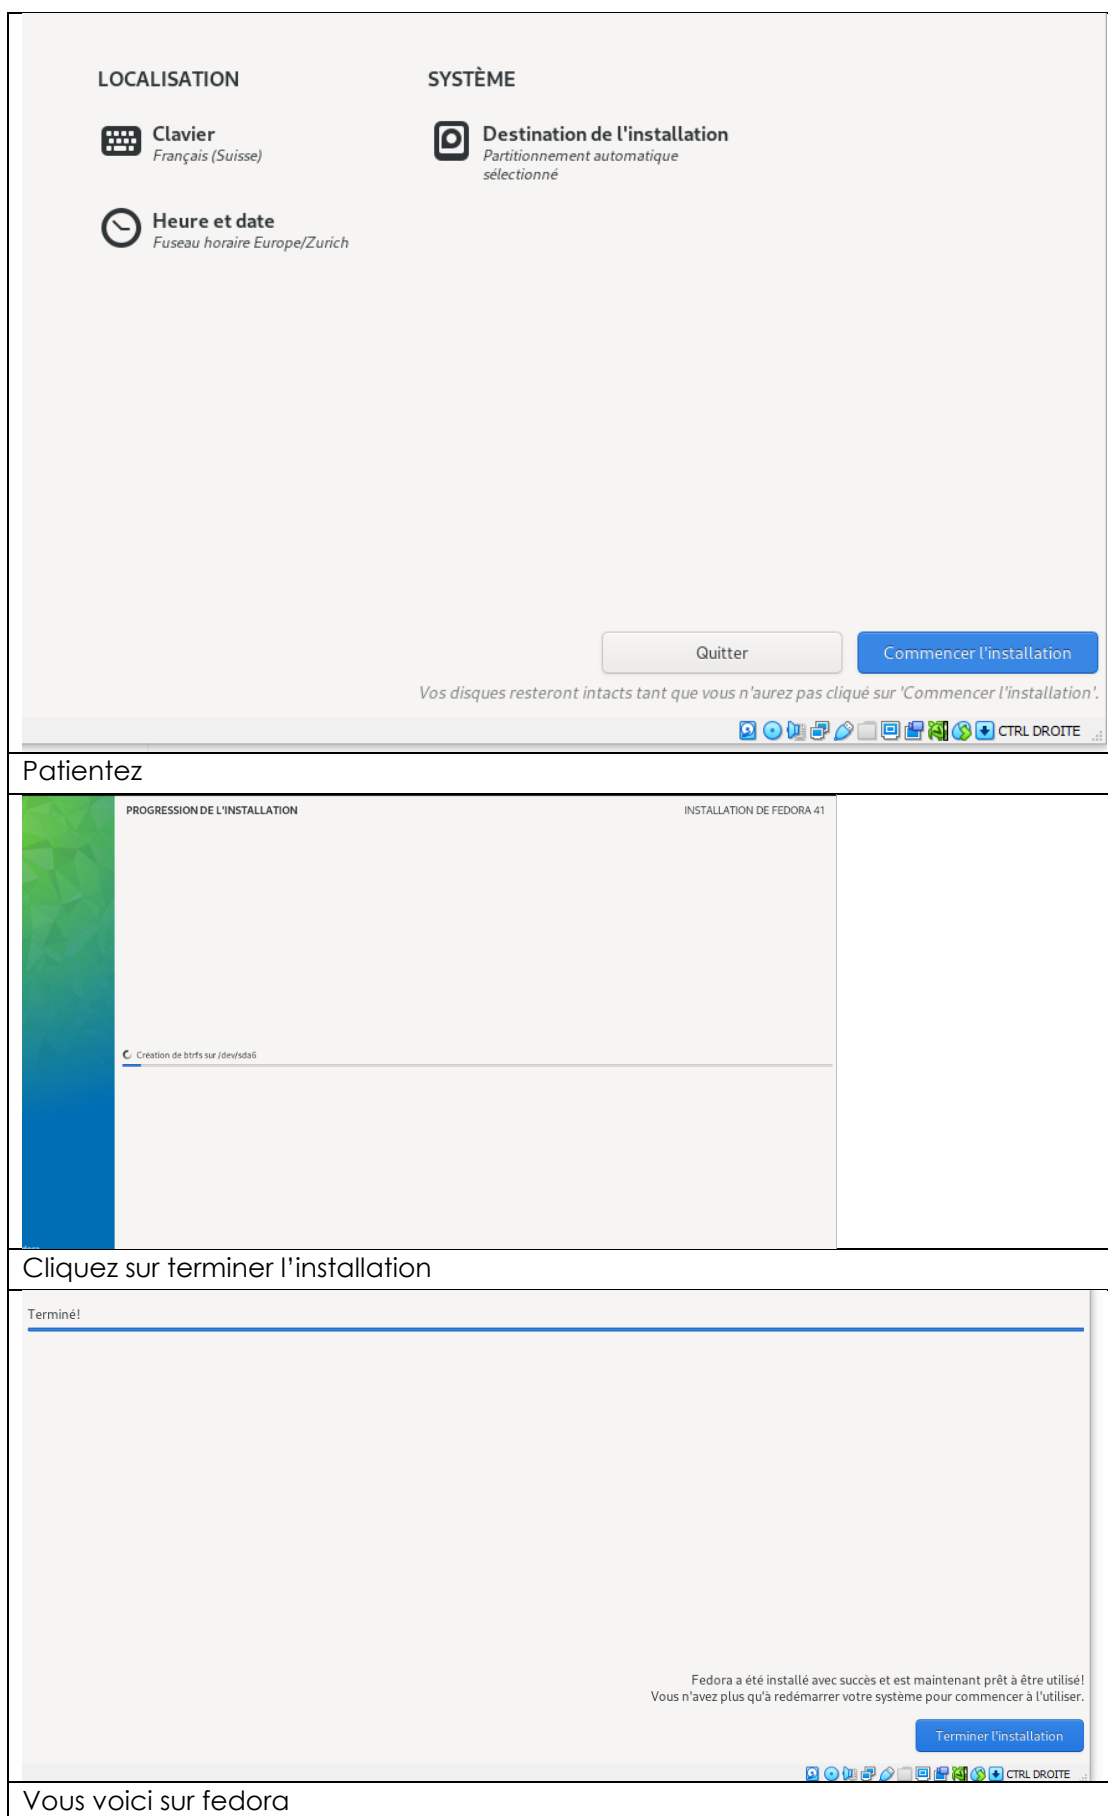 LOCALISATION
SYSTÈME
Clavier
Français (Suisse)
Destination de l'installation
Partitionnement automatique
sélectionné
Heure et date
Fuseau horaire Europe/Zurich
Quitter
Commencer l'installation
Vos disques resteront intacts tant que vous n'aurez pas cliqué sur 'Commencer l'installation'.
CTRL DROITE
Patientez
PROGRESSION DE L'INSTALLATION
INSTALLATION DE FEDORA 41
Création de btrfs sur /dev/sda6
Cliquez sur terminer l’installation
Terminé!
Fedora a été installé avec succès et est maintenant prêt à être utilisé!
Vous n'avez plus qu'à redémarrer votre système pour commencer à l'utiliser.
Terminer l'installation
CTRL DROITE
Vous voici sur fedora